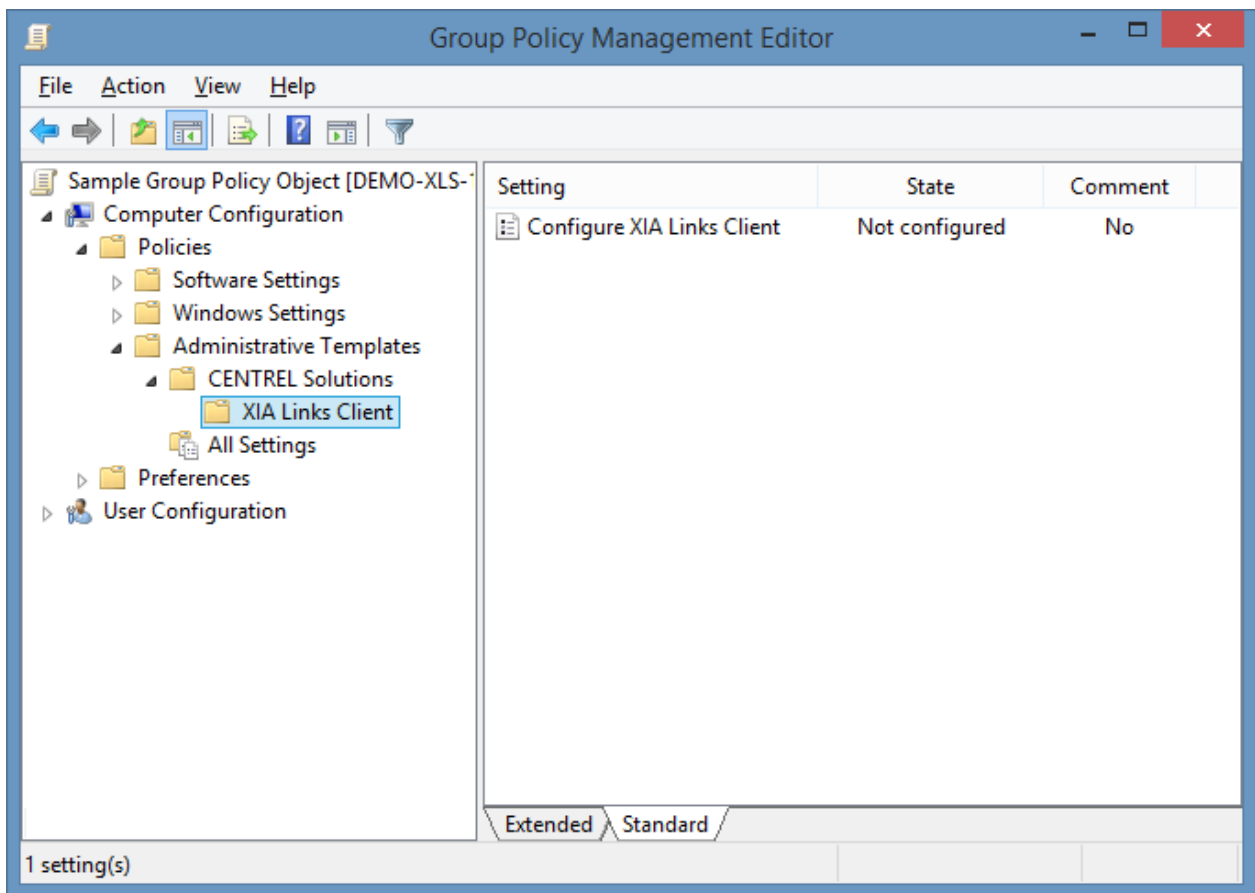 Group Policy Management Editor
File Action View Help
Sample Group Policy Object [DEMO-XLS-
Computer Configuration
Policies
Software Settings
Windows Settings
Administrative Templates
CENTREL Solutions
XIA Links Client
All Settings
Preferences
User Configuration
Setting State Comment
Configure XIA Links Client Not configured No
Extended Standard
1 setting(s)